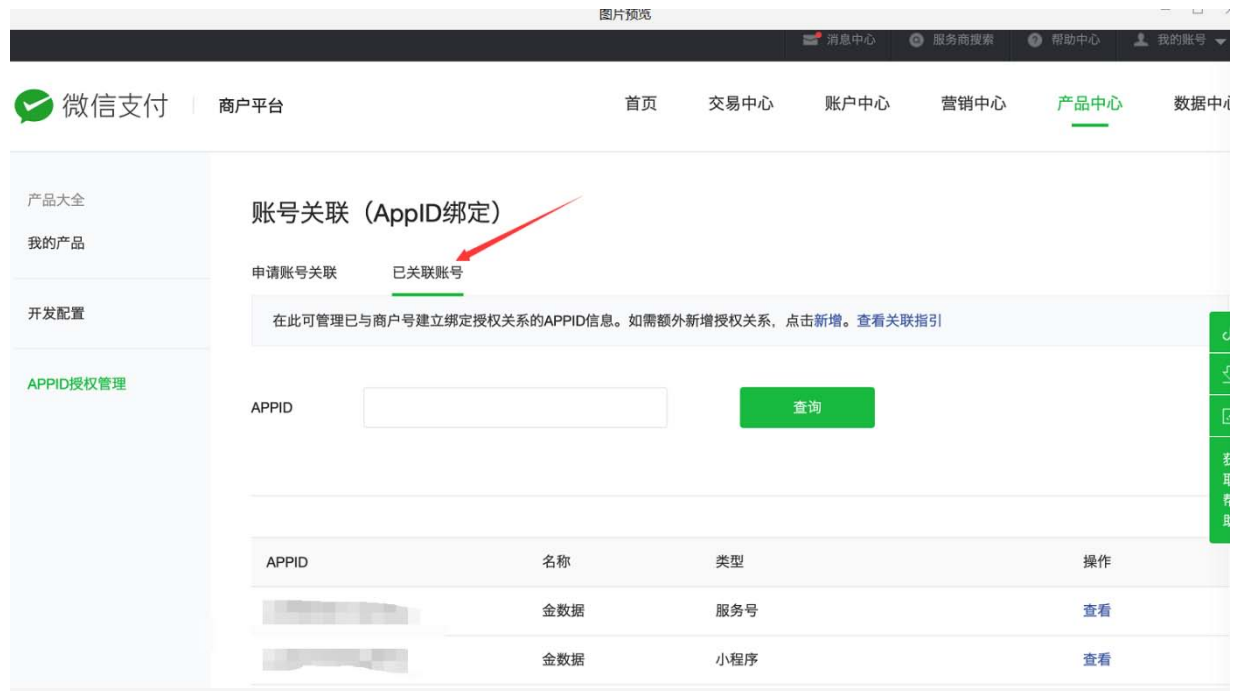 图片预览
消息中心 服务商搜索 帮助中心 我的账号
微信支付 商户平台 首页 交易中心 账户中心 营销中心 产品中心 数据中心
产品大全
账号关联（AppID绑定）
我的产品
申请账号关联 已关联账号
开发配置
在此可管理已与商户号建立绑定授权关系的APPID信息。如需额外新增授权关系，点击新增。查看关联指引
APPID授权管理
APPID 查询
获取帮助
APPID 名称 类型 操作
金数据 服务号 查看
金数据 小程序 查看